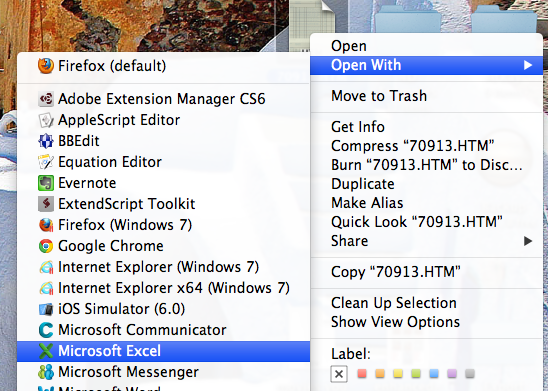 Firefox (default)
Adobe Extension Manager CS6
AppleScript Editor
BBEdit
Equation Editor
Evernote
ExtendScript Toolkit
Firefox (Windows 7)
Google Chrome
Internet Explorer (Windows 7)
Internet Explorer x64 (Windows 7)
iOS Simulator (6.0)
Microsoft Communicator
Microsoft Excel
Microsoft Messenger
Microsoft Word
Open
Open With
Move to Trash
Get Info
Compress “70913.HTM”
Burn “70913.HTM” to Disc...
Duplicate
Make Alias
Quick Look “70913.HTM”
Share
Copy “70913.HTM”
Clean Up Selection
Show View Options
Label: